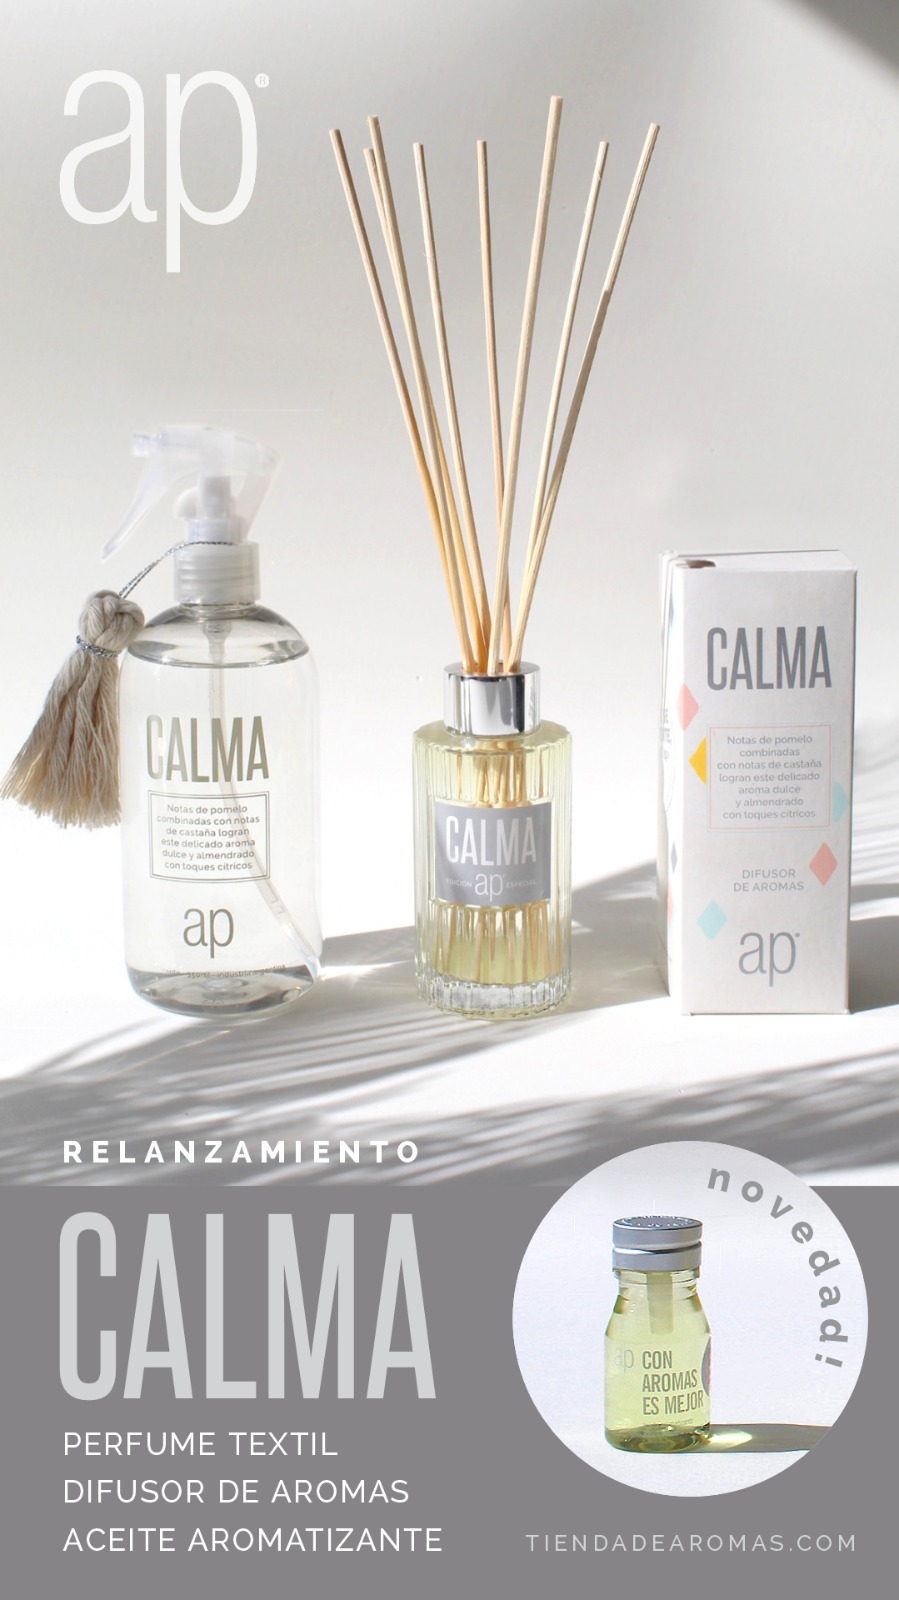 ap®
CALMA
Notas de pomelo
combinadas con notas
de castaña logran
este delicado aroma
dulce y almendrado
con toques cítricos
ap
CALMA
EDICIÓN ap ESPECIAL
CALMA
Notas de pomelo
combinadas
con notas de castaña
logran este delicado
aroma dulce
y almendrado
con toques cítricos
DIFUSOR
DE AROMAS
ap
RELANZAMIENTO
CALMA
PERFUME TEXTIL
DIFUSOR DE AROMAS
ACEITE AROMATIZANTE
novedad!
ap CON
AROMAS
ES MEJOR
TIENDADEAROMAS.COM